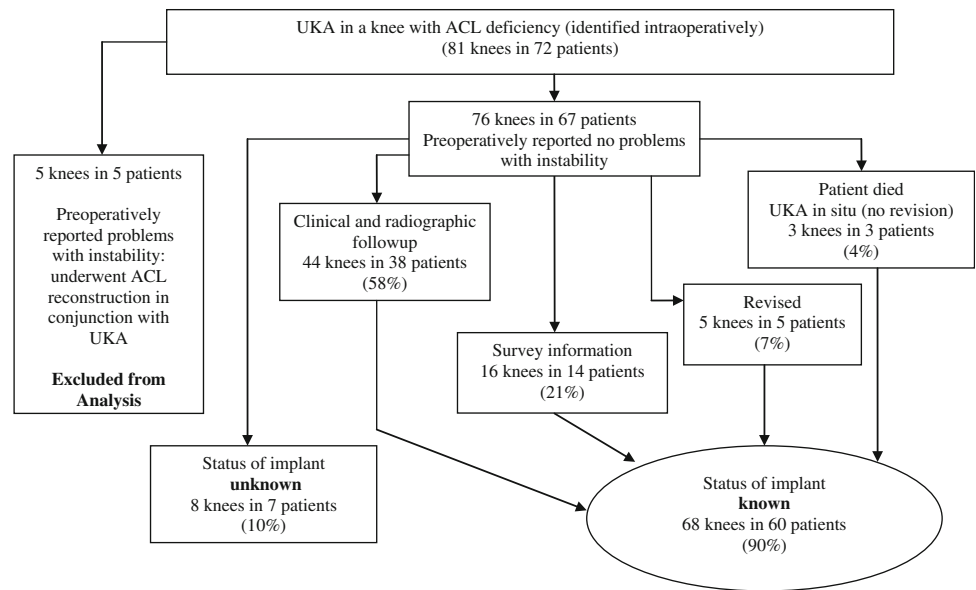 UKA in a knee with ACL deficiency (identified intraoperatively)
(81 knees in 72 patients)
76 knees in 67 patients
Preoperatively reported no problems
with instability
5 knees in 5 patients
Preoperatively
reported problems
with instability:
underwent ACL
reconstruction in
conjunction with
UKA
Excluded from
Analysis
Clinical and radiographic
followup
44 knees in 38 patients
(58%)
Patient died
UKA in situ (no revision)
3 knees in 3 patients
(4%)
Survey information
16 knees in 14 patients
(21%)
Revised
5 knees in 5 patients
(7%)
Status of implant
unknown
8 knees in 7 patients
(10%)
Status of implant
known
68 knees in 60 patients
(90%)